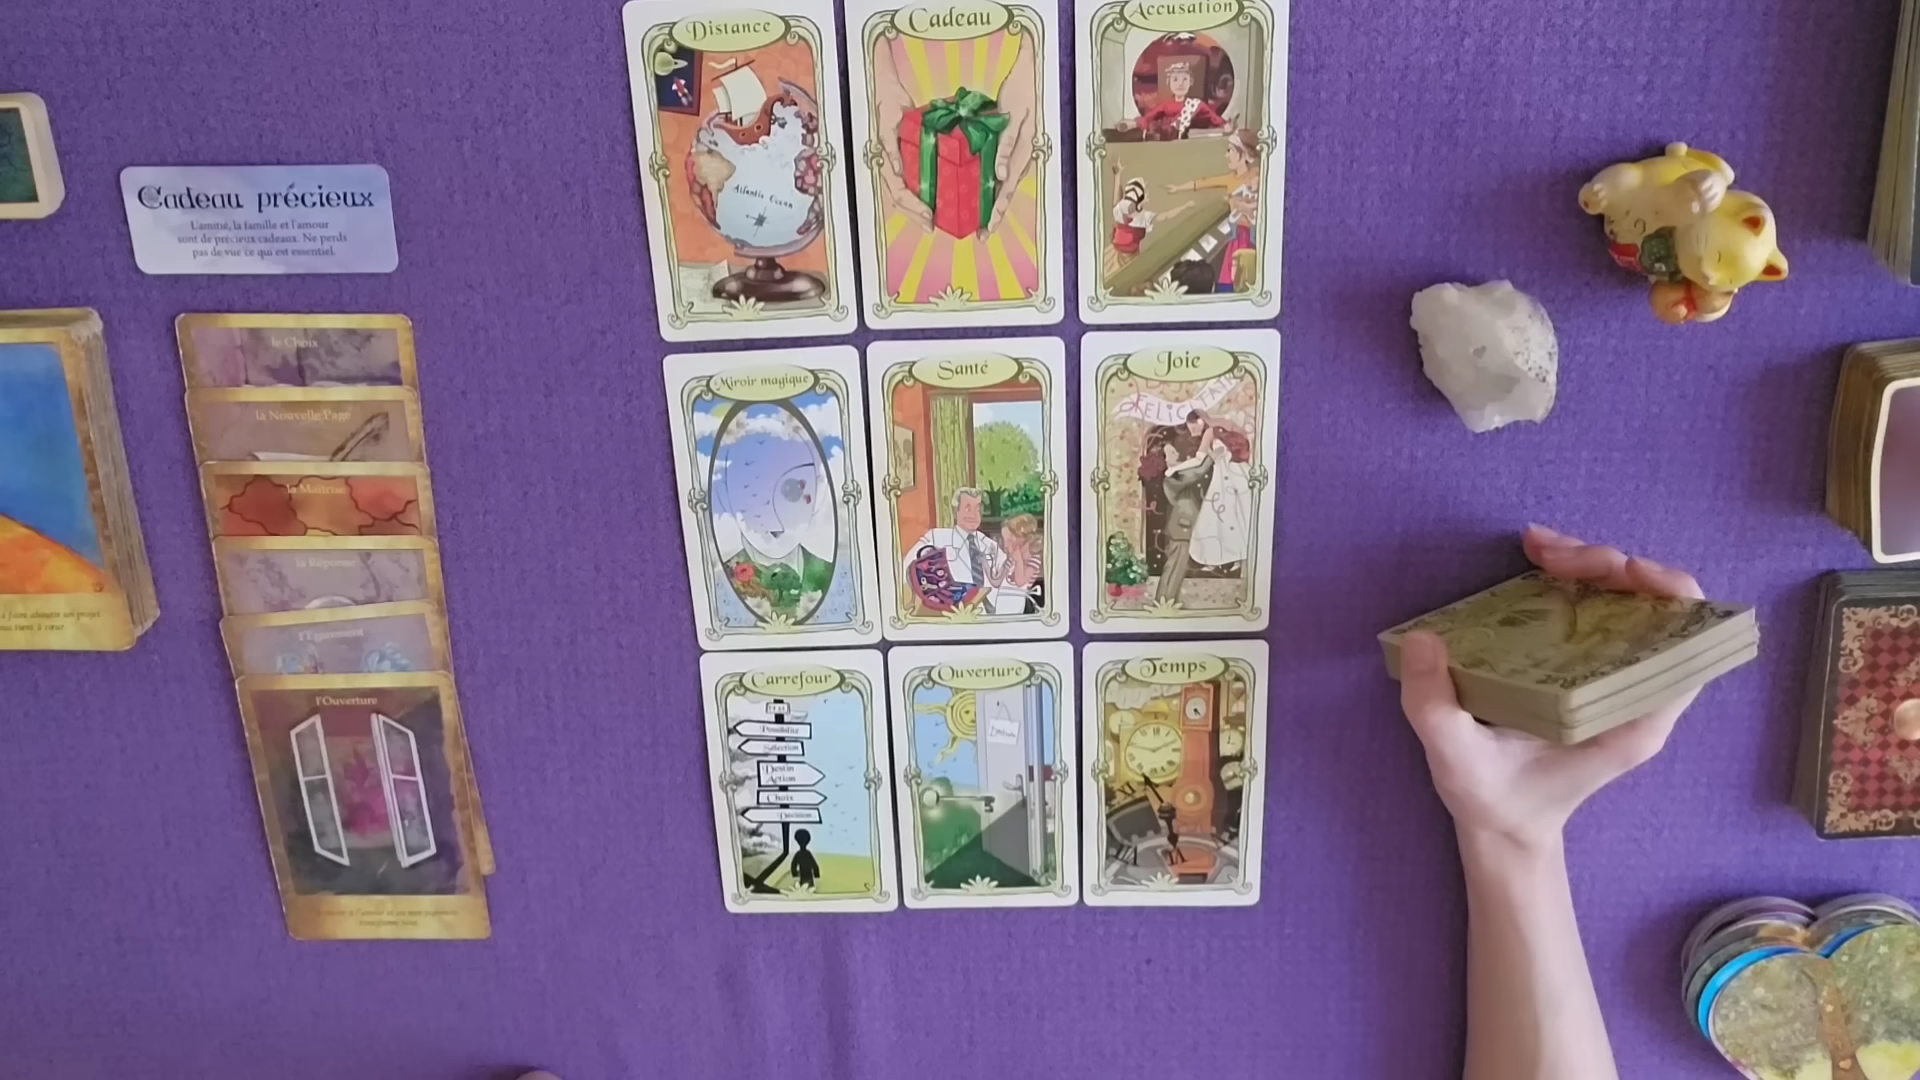 Distance
Cadeau
Accusation
Atlantic Ocean
Cadeau précieux
L'amitié, la famille et l'amour
sont de précieux cadeaux. Ne perds
pas de vue ce qui est essentiel.
le Choix
la Nouvelle Page
la Maîtrise
la Réponse
l'Égarement
l'Ouverture
Miroir magique
Santé
Joie
Carrefour
Possibilité
Sélection
Destin
Action
Choix
Décision
Ouverture
Temps
XI